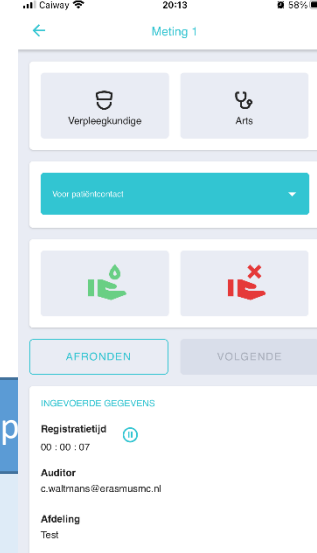 Caiway 20:13 58%
Meting 1
Verpleegkundige Arts
Voor patiëntcontact
AFRONDEN VOLGENDE
INGEVOERDE GEGEVENS
Registratietijd
00 : 00 : 07
Auditor
c.waltmans@erasmusmc.nl
Afdeling
Test
p